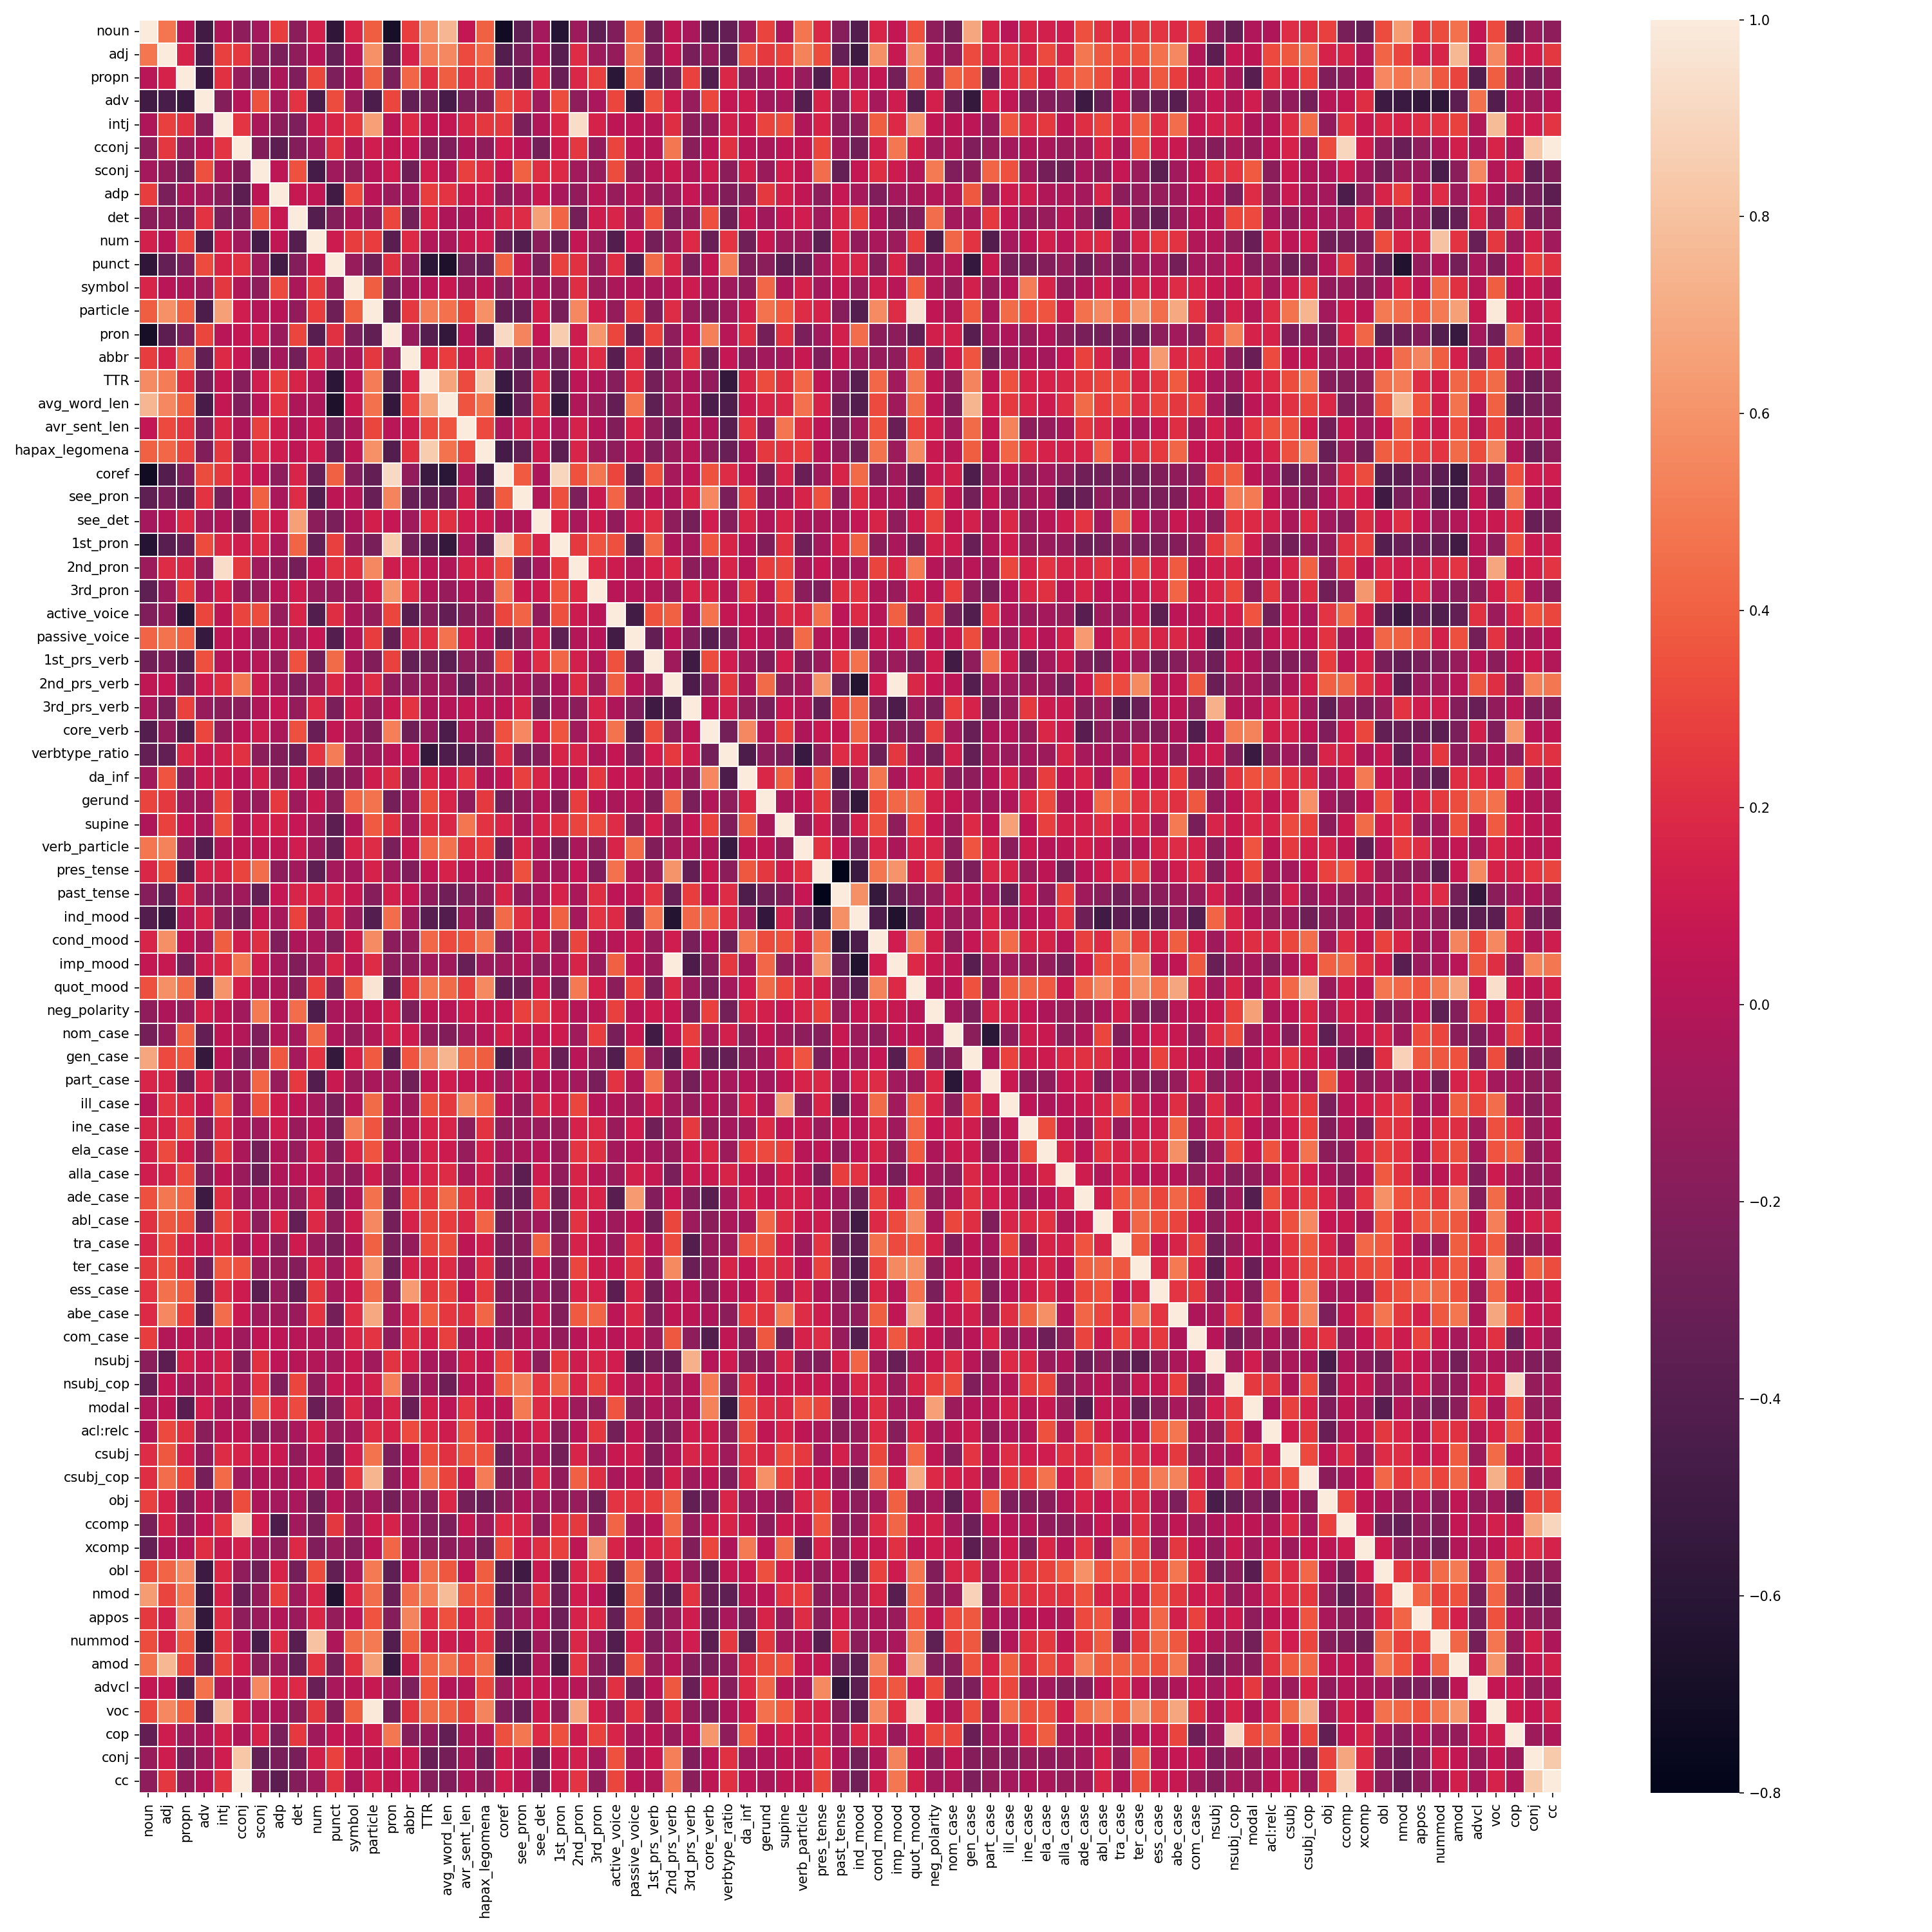 noun
adj
propn
adv
intj
cconj
sconj
adp
det
num
punct
symbol
particle
pron
abbr
TTR
avg_word_len
avr_sent_len
hapax_legomena
coref
see_pron
see_det
1st_pron
2nd_pron
3rd_pron
active_voice
passive_voice
1st_prs_verb
2nd_prs_verb
3rd_prs_verb
core_verb
verbtype_ratio
da_inf
gerund
supine
verb_particle
pres_tense
past_tense
ind_mood
cond_mood
imp_mood
quot_mood
neg_polarity
nom_case
gen_case
part_case
ill_case
ine_case
ela_case
alla_case
ade_case
abl_case
tra_case
ter_case
ess_case
abe_case
com_case
nsubj
nsubj_cop
modal
acl:relc
csubj
csubj_cop
obj
ccomp
xcomp
obl
nmod
appos
nummod
amod
advcl
voc
cop
conj
cc
noun
adj
propn
adv
intj
cconj
sconj
adp
det
num
punct
symbol
particle
pron
abbr
TTR
avg_word_len
avr_sent_len
hapax_legomena
coref
see_pron
see_det
1st_pron
2nd_pron
3rd_pron
active_voice
passive_voice
1st_prs_verb
2nd_prs_verb
3rd_prs_verb
core_verb
verbtype_ratio
da_inf
gerund
supine
verb_particle
pres_tense
past_tense
ind_mood
cond_mood
imp_mood
quot_mood
neg_polarity
nom_case
gen_case
part_case
ill_case
ine_case
ela_case
alla_case
ade_case
abl_case
tra_case
ter_case
ess_case
abe_case
com_case
nsubj
nsubj_cop
modal
acl:relc
csubj
csubj_cop
obj
ccomp
xcomp
obl
nmod
appos
nummod
amod
advcl
voc
cop
conj
cc
1.0
0.8
0.6
0.4
0.2
0.0
−0.2
−0.4
−0.6
−0.8